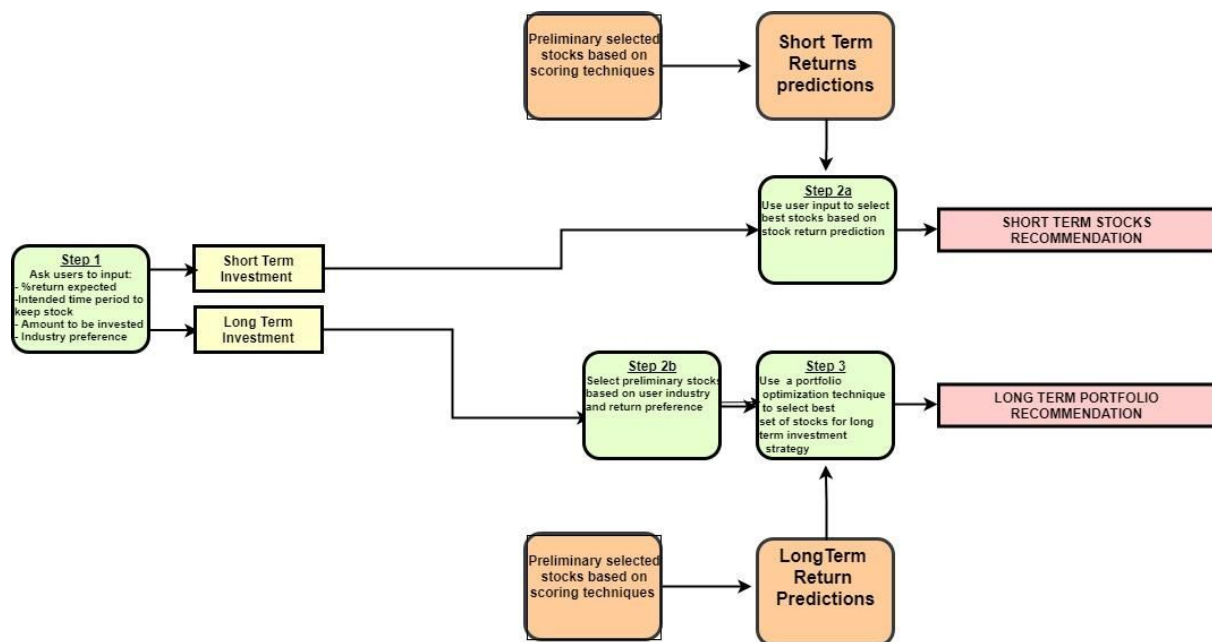 Preliminary selected
stocks based on
scoring techniques
Short Term
Returns
predictions
Step 2a
Use user input to select
best stocks based on
stock return prediction
SHORT TERM STOCKS
RECOMMENDATION
Step 1
Ask users to input:
- %return expected
-Intended time period to
keep stock
- Amount to be invested
- Industry preference
Short Term
Investment
Long Term
Investment
Step 2b
Select preliminary stocks
based on user industry
and return preference
Step 3
Use a portfolio
optimization technique
to select best
set of stocks for long
term investment
strategy
LONG TERM PORTFOLIO
RECOMMENDATION
Preliminary selected
stocks based on
scoring techniques
LongTerm
Return
Predictions